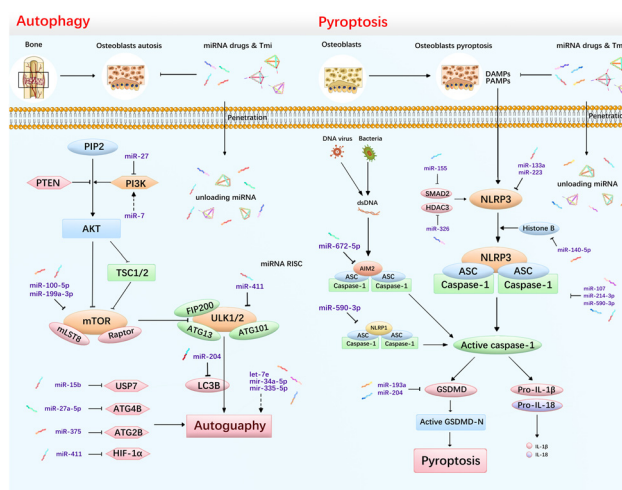 Autophagy
Bone
Osteoblasts autosis
miRNA drugs & Tmi
Penetration
PIP2
miR-27
PTEN
PI3K
miR-7
unloading miRNA
AKT
TSC1/2
miRNA RISC
miR-100-5p
miR-199a-3p
mTOR
mLST8
Raptor
miR-411
FIP200
ULK1/2
ATG13
ATG101
miR-204
LC3B
let-7e
mir-34a-5p
mir-335-5p
miR-15b
USP7
miR-27a-5p
ATG4B
miR-375
ATG2B
miR-411
HIF-1α
Autoguaphy
Pyroptosis
Osteoblasts
Osteoblasts pyroptosis
miRNA drugs & Tm
DAMPs
PAMPs
Penetratio
DNA virus
Bacteria
dsDNA
miR-155
SMAD2
HDAC3
miR-326
miR-133a
miR-223
NLRP3
unloading miRNA
Histone B
miR-140-5p
miR-672-5p
AIM2
ASC
ASC
Caspase-1
Caspase-1
NLRP3
ASC
ASC
Caspase-1
Caspase-1
miR-107
miR-214-3p
miR-590-3p
miR-590-3p
NLRP1
ASC
ASC
Caspase-1
Caspase-1
Active caspase-1
miR-193a
miR-204
GSDMD
Pro-IL-1β
Pro-IL-18
Active GSDMD-N
IL-1β
IL-18
Pyroptosis